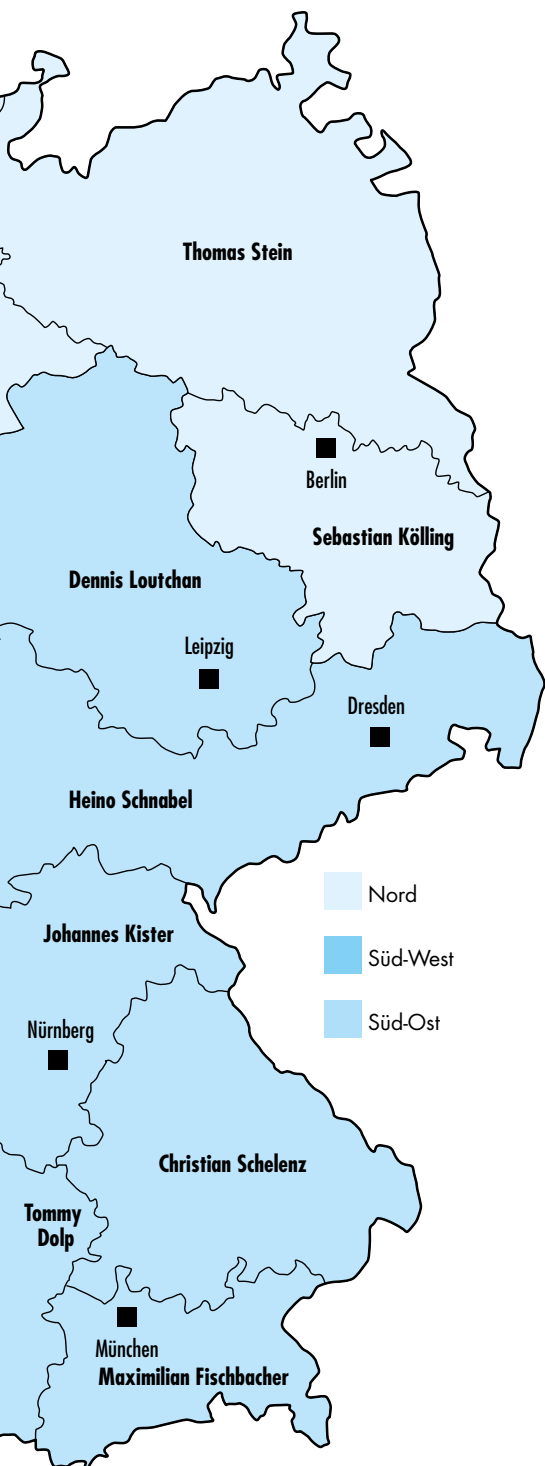 Thomas Stein
Berlin
Sebastian Kölling
Dennis Loutchan
Leipzig
Dresden
Heino Schnabel
Nord
Johannes Kister
Süd-West
Süd-Ost
Nürnberg
Christian Schelenz
Tommy
Dolp
München
Maximilian Fischbacher